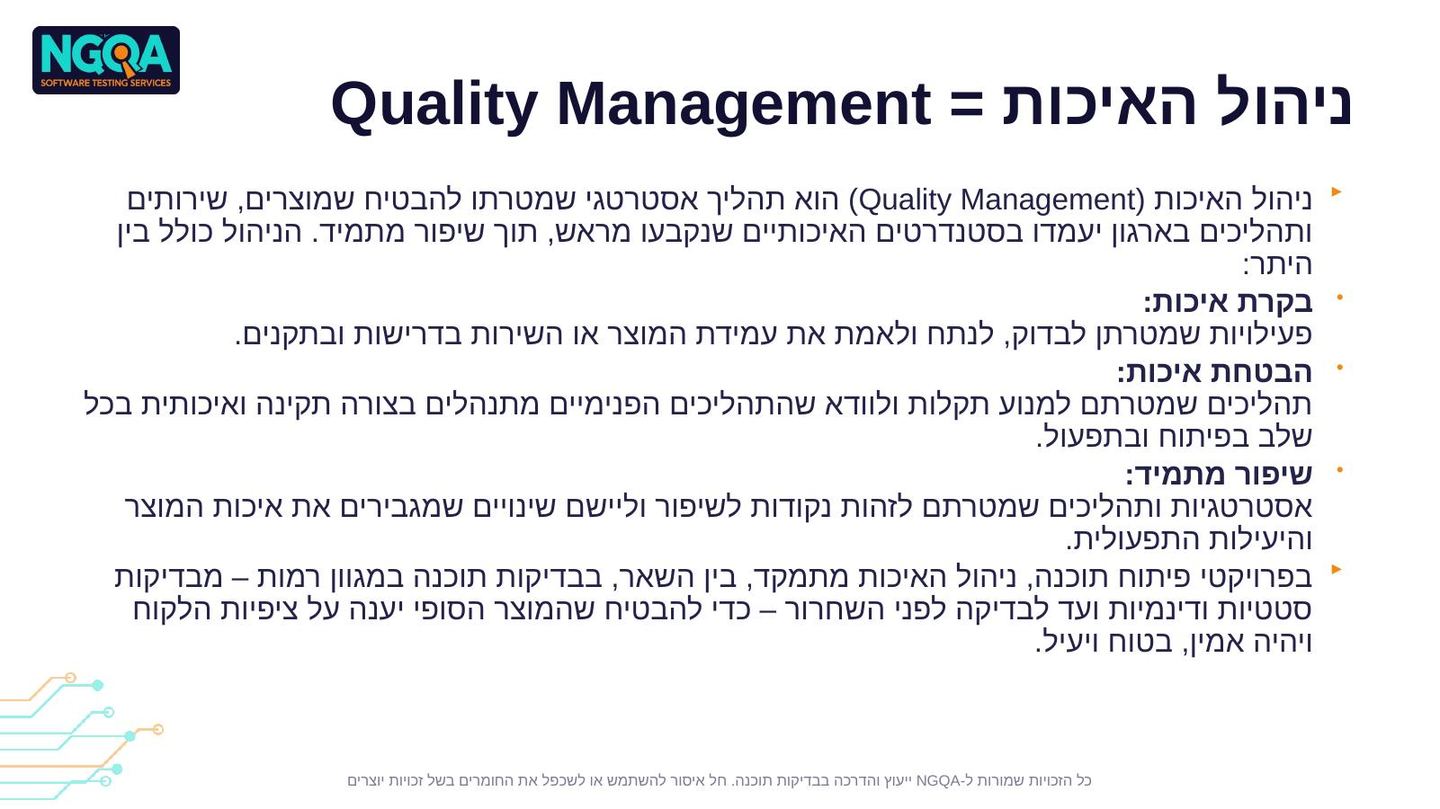 NGQA
SOFTWARE TESTING SERVICES
ניהול האיכות = Quality Management
ניהול האיכות (Quality Management) הוא תהליך אסטרטגי שמטרתו להבטיח שמוצרים, שירותים
ותהליכים בארגון יעמדו בסטנדרטים האיכותיים שנקבעו מראש, תוך שיפור מתמיד. הניהול כולל בין
היתר:
בקרת איכות:
פעילויות שמטרתן לבדוק, לנתח ולאמת את עמידת המוצר או השירות בדרישות ובתקנים.
הבטחת איכות:
תהליכים שמטרתם למנוע תקלות ולוודא שהתהליכים הפנימיים מתנהלים בצורה תקינה ואיכותית בכל
שלב בפיתוח ובתפעול.
שיפור מתמיד:
אסטרטגיות ותהליכים שמטרתם לזהות נקודות לשיפור וליישם שינויים שמגבירים את איכות המוצר
והיעילות התפעולית.
בפרויקטי פיתוח תוכנה, ניהול האיכות מתמקד, בין השאר, בבדיקות תוכנה במגוון רמות – מבדיקות
סטטיות ודינמיות ועד לבדיקה לפני השחרור – כדי להבטיח שהמוצר הסופי יענה על ציפיות הלקוח
ויהיה אמין, בטוח ויעיל.
כל הזכויות שמורות ל-NGQA ייעוץ והדרכה בבדיקות תוכנה. חל איסור להשתמש או לשכפל את החומרים בשל זכויות יוצרים